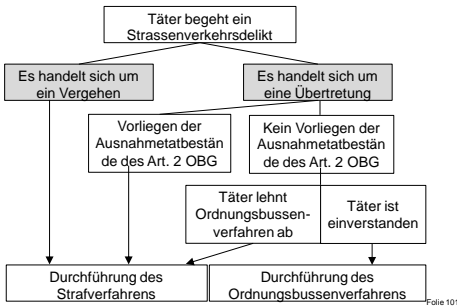 Täter begeht ein
Strassenverkehrsdelikt
Es handelt sich um
ein Vergehen
Es handelt sich um
eine Übertretung
Vorliegen der
Ausnahmetatbestän
de des Art. 2 OBG
Kein Vorliegen der
Ausnahmetatbestän
de des Art. 2 OBG
Täter lehnt
Ordnungsbussen-
verfahren ab
Täter ist
einverstanden
Durchführung des
Strafverfahrens
Durchführung des
Ordnungsbussenverfahrens
Folie 101